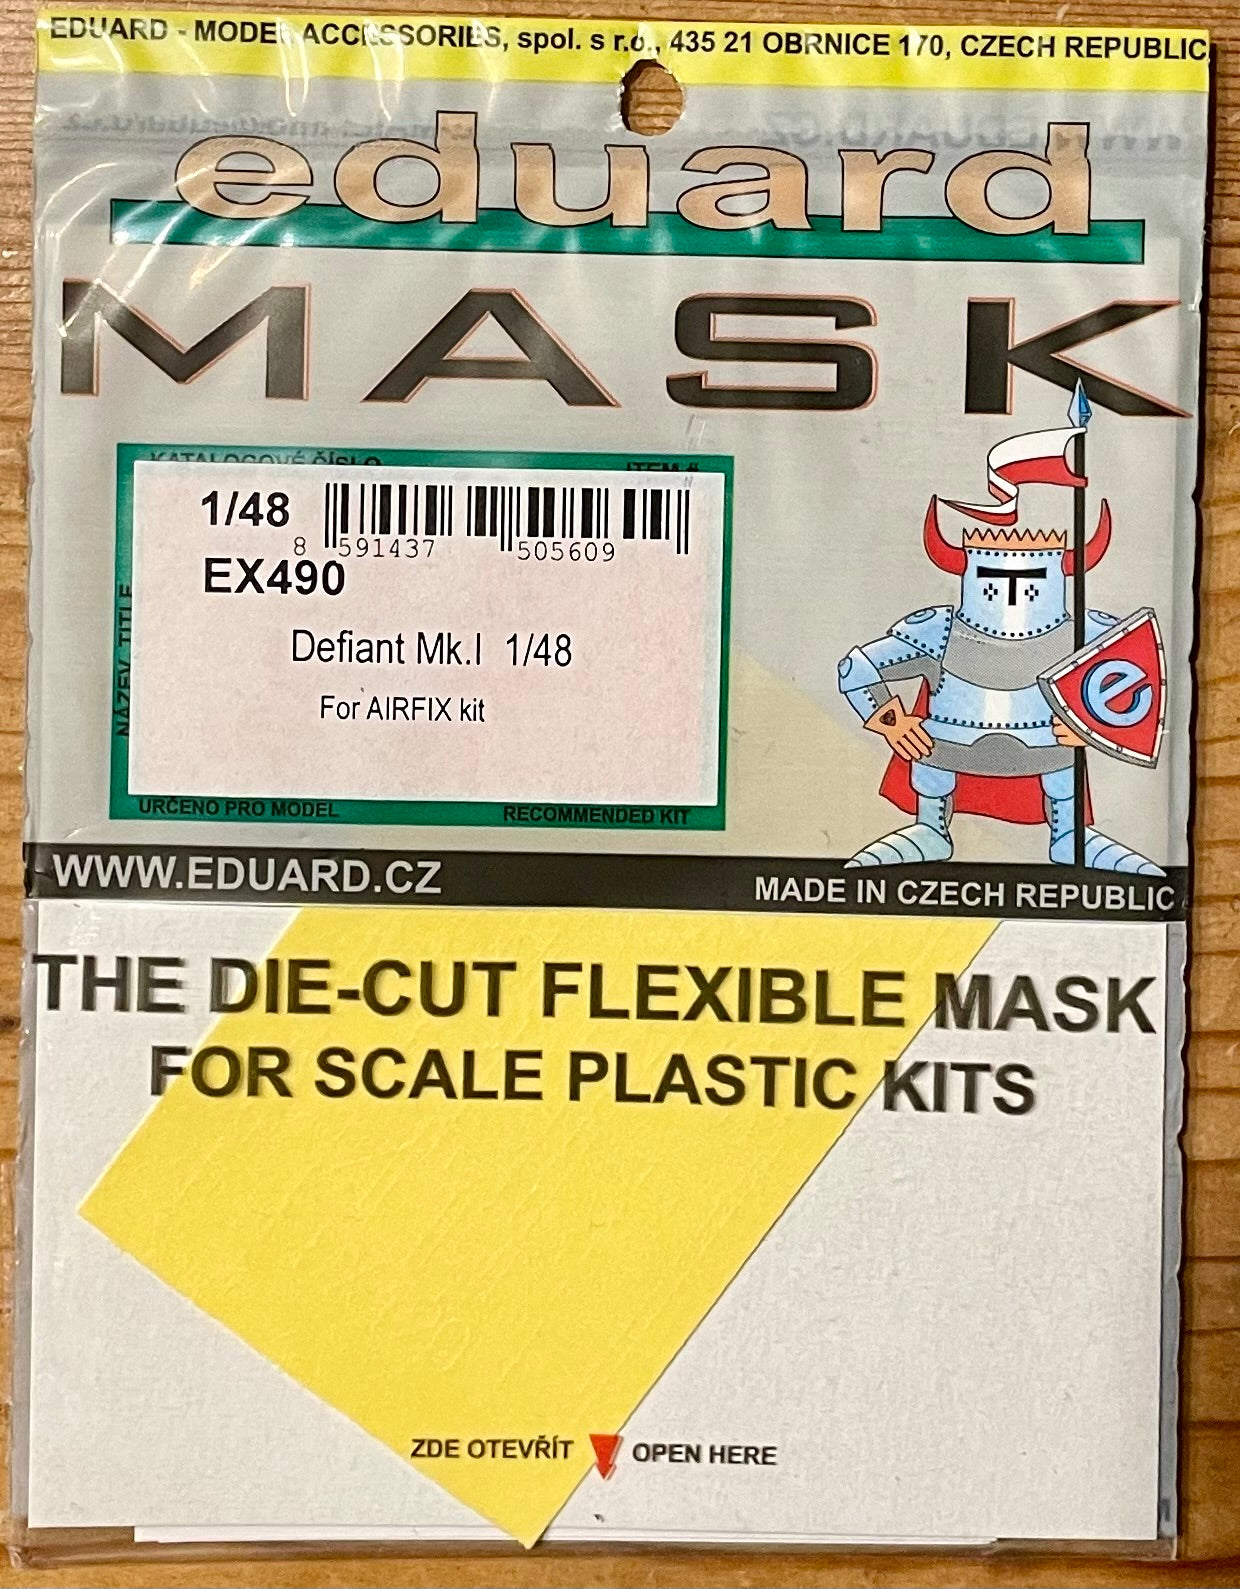 EDUARD - MODEL ACCESSORIES, spol. s r.o., 435 21 OBRNICE 170, CZECH REPUBLIC
eduard
MASK
KATALOGOVÉ ČÍSLO ITEM #
1/48
8 591437 505609
EX490
NÁZEV TITLE
Defiant Mk.I 1/48
For AIRFIX kit
URČENO PRO MODEL RECOMMENDED KIT
e
WWW.EDUARD.CZ MADE IN CZECH REPUBLIC
THE DIE-CUT FLEXIBLE MASK
FOR SCALE PLASTIC KITS
ZDE OTEVŘÍT OPEN HERE